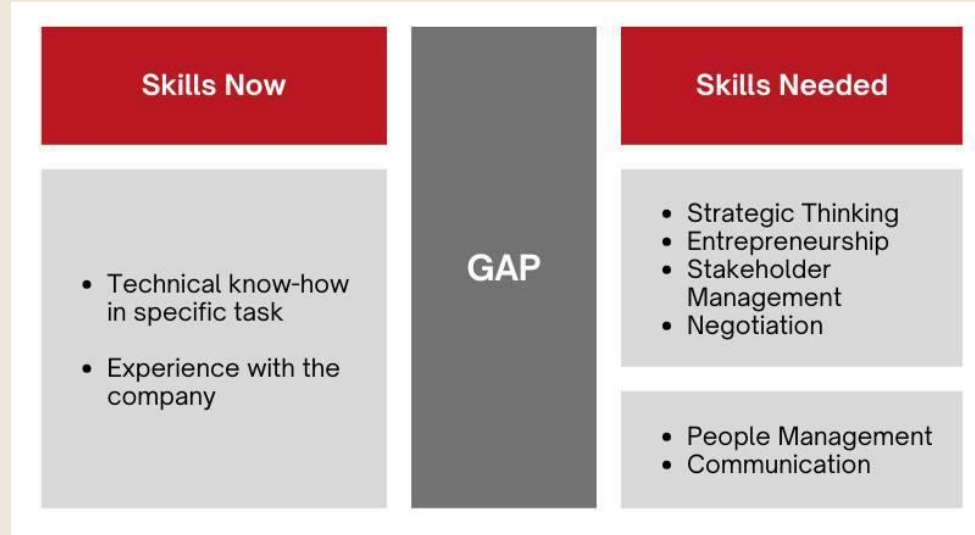 Skills Now
• Technical know-how
in specific task
• Experience with the
company
GAP
Skills Needed
• Strategic Thinking
• Entrepreneurship
• Stakeholder
Management
• Negotiation
• People Management
• Communication